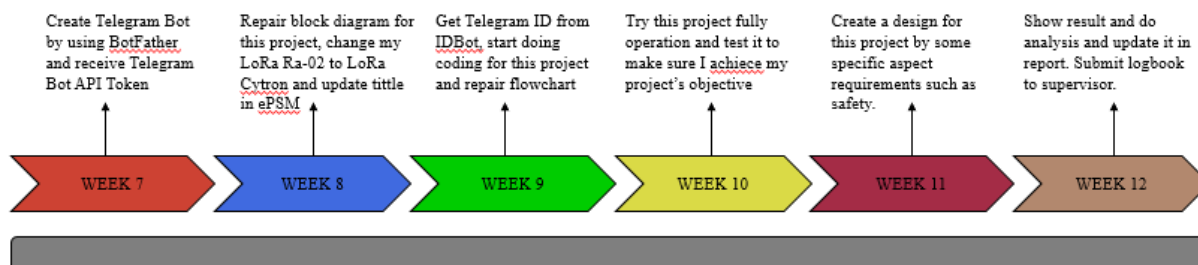 Create Telegram Bot
by using BotFather
and receive Telegram
Bot API Token
Repair block diagram for
this project, change my
LoRa Ra-02 to LoRa
Cytron and update tittle
in ePSM
Get Telegram ID from
IDBot, start doing
coding for this project
and repair flowchart
Try this project fully
operation and test it to
make sure I achiece my
project's objective
Create a design for
this project by some
specific aspect
requirements such as
safety.
Show result and do
analysis and update it in
report. Submit logbook
to supervisor.
WEEK 7
WEEK 8
WEEK 9
WEEK 10
WEEK 11
WEEK 12